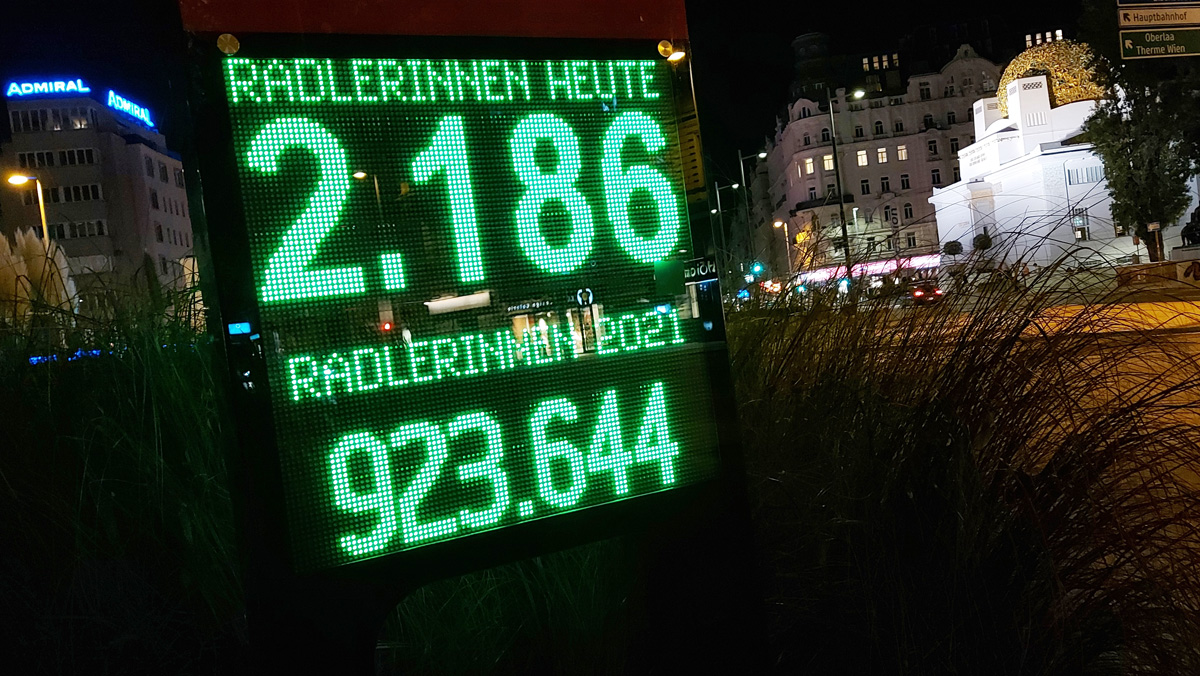 RADLERINNEN HEUTE
2.186
RADLERINNEN 2021
923.644
ADMIRAL
ADMIRAL
Hauptbahnhof
Oberlaa
Therme Wien